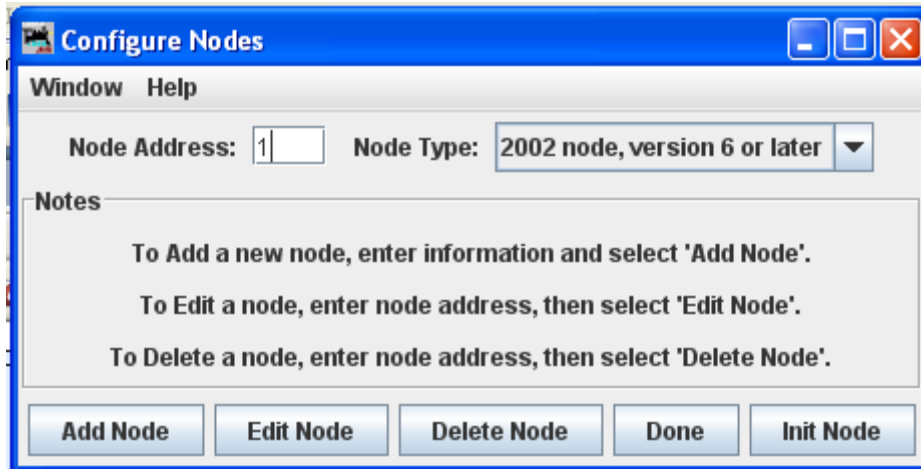 Configure Nodes
Window Help
Node Address: 1 Node Type: 2002 node, version 6 or later
Notes
To Add a new node, enter information and select 'Add Node'.
To Edit a node, enter node address, then select 'Edit Node'.
To Delete a node, enter node address, then select 'Delete Node'.
Add Node Edit Node Delete Node Done Init Node